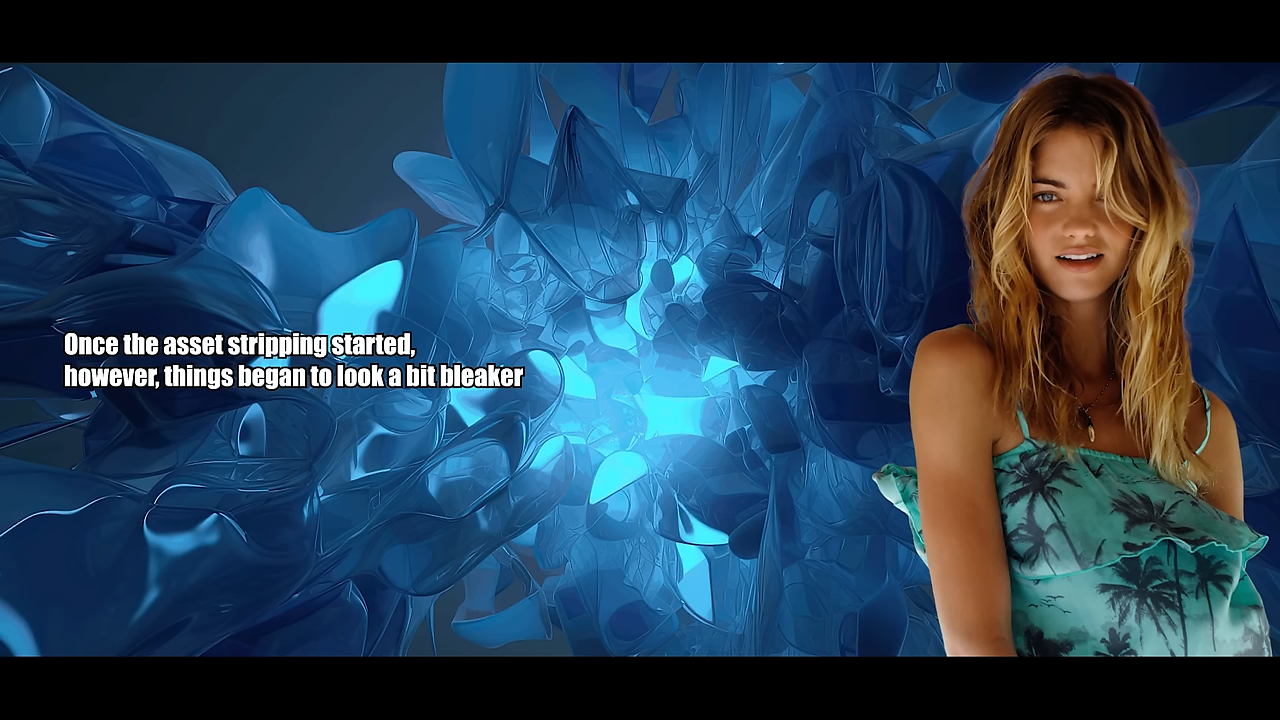 Once the asset stripping started,
however, things began to look a bit bleaker